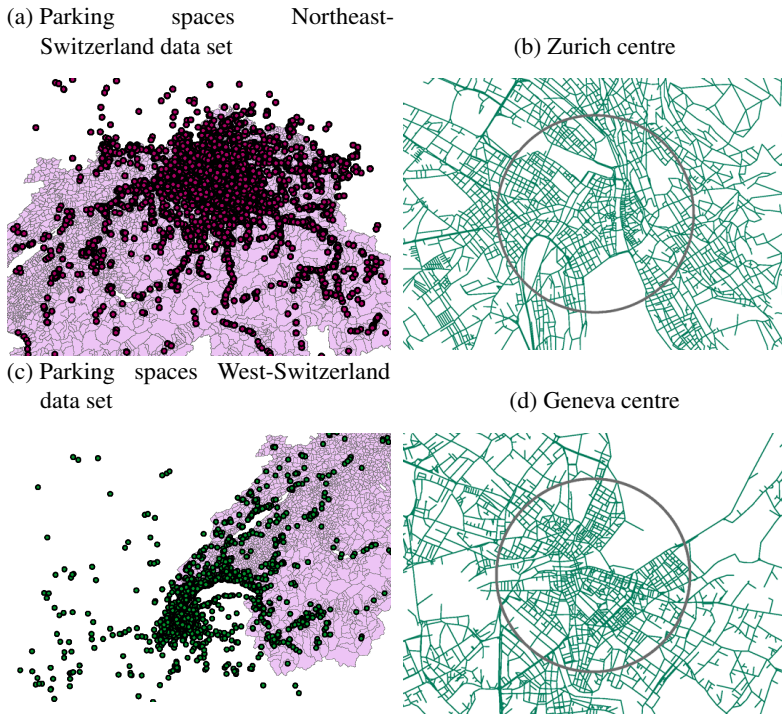 (a) Parking spaces Northeast-
Switzerland data set
(b) Zurich centre
(c) Parking spaces West-Switzerland
data set
(d) Geneva centre